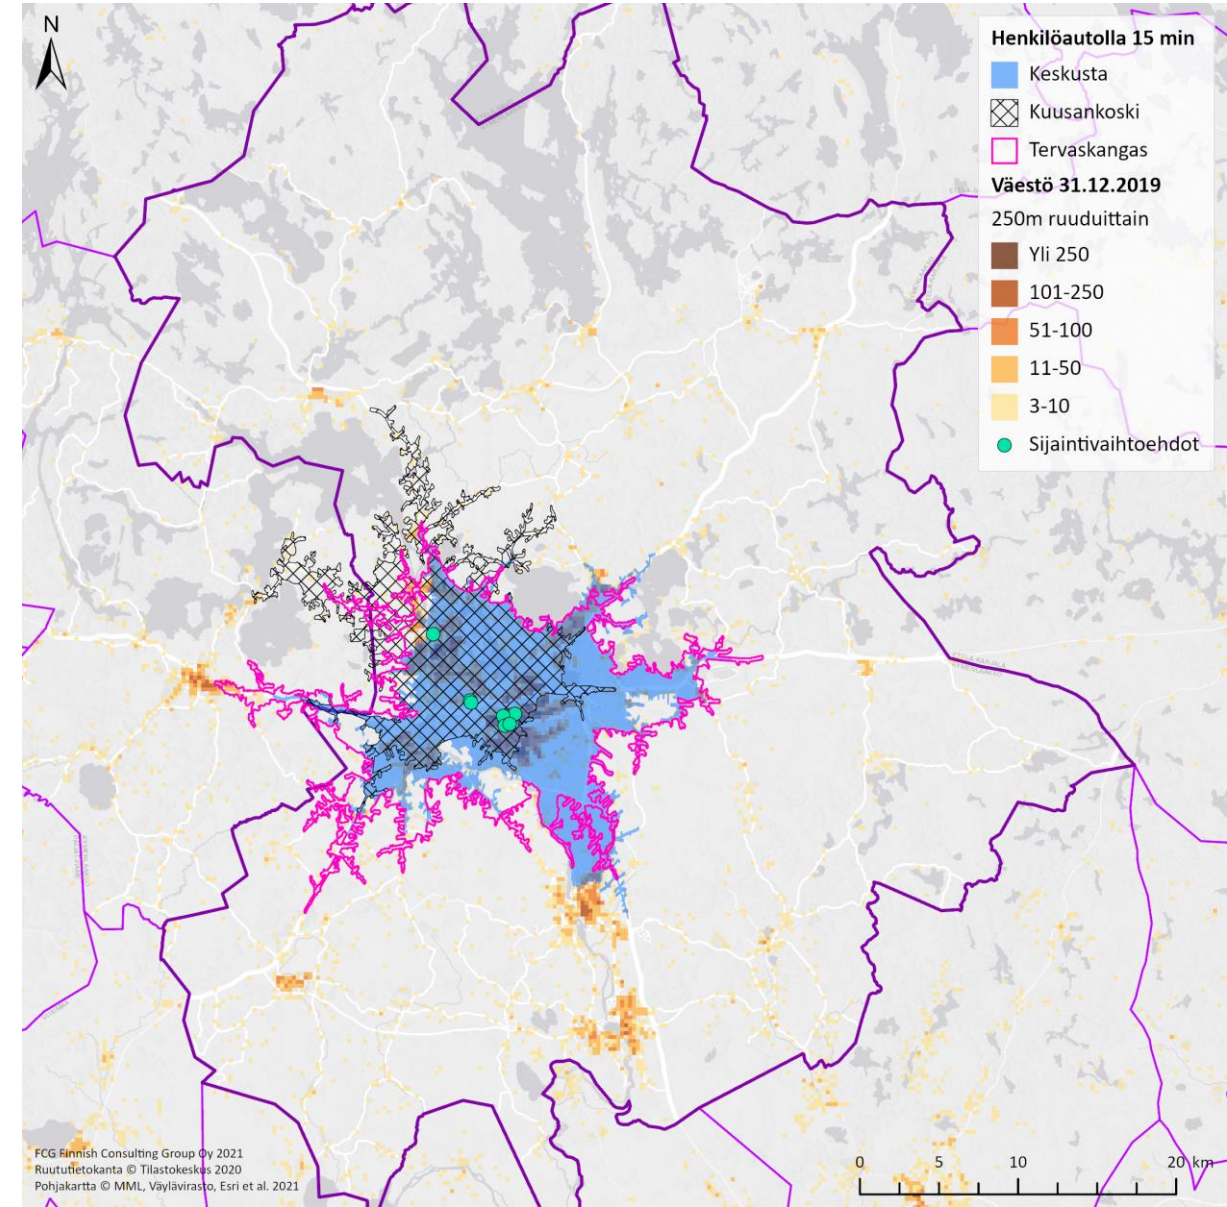 N
Henkilöautolla 15 min
Keskusta
Kuusankoski
Tervaskangas
Väestö 31.12.2019
250m ruuduittain
Yli 250
101-250
51-100
11-50
3-10
Sijaintivaihtoehdot
FCG Finnish Consulting Group Oy 2021
Ruututietokanta © Tilastokeskus 2020
Pohjakartta © MML, Väylävirasto, Esri et al. 2021
0 5 10 20 km